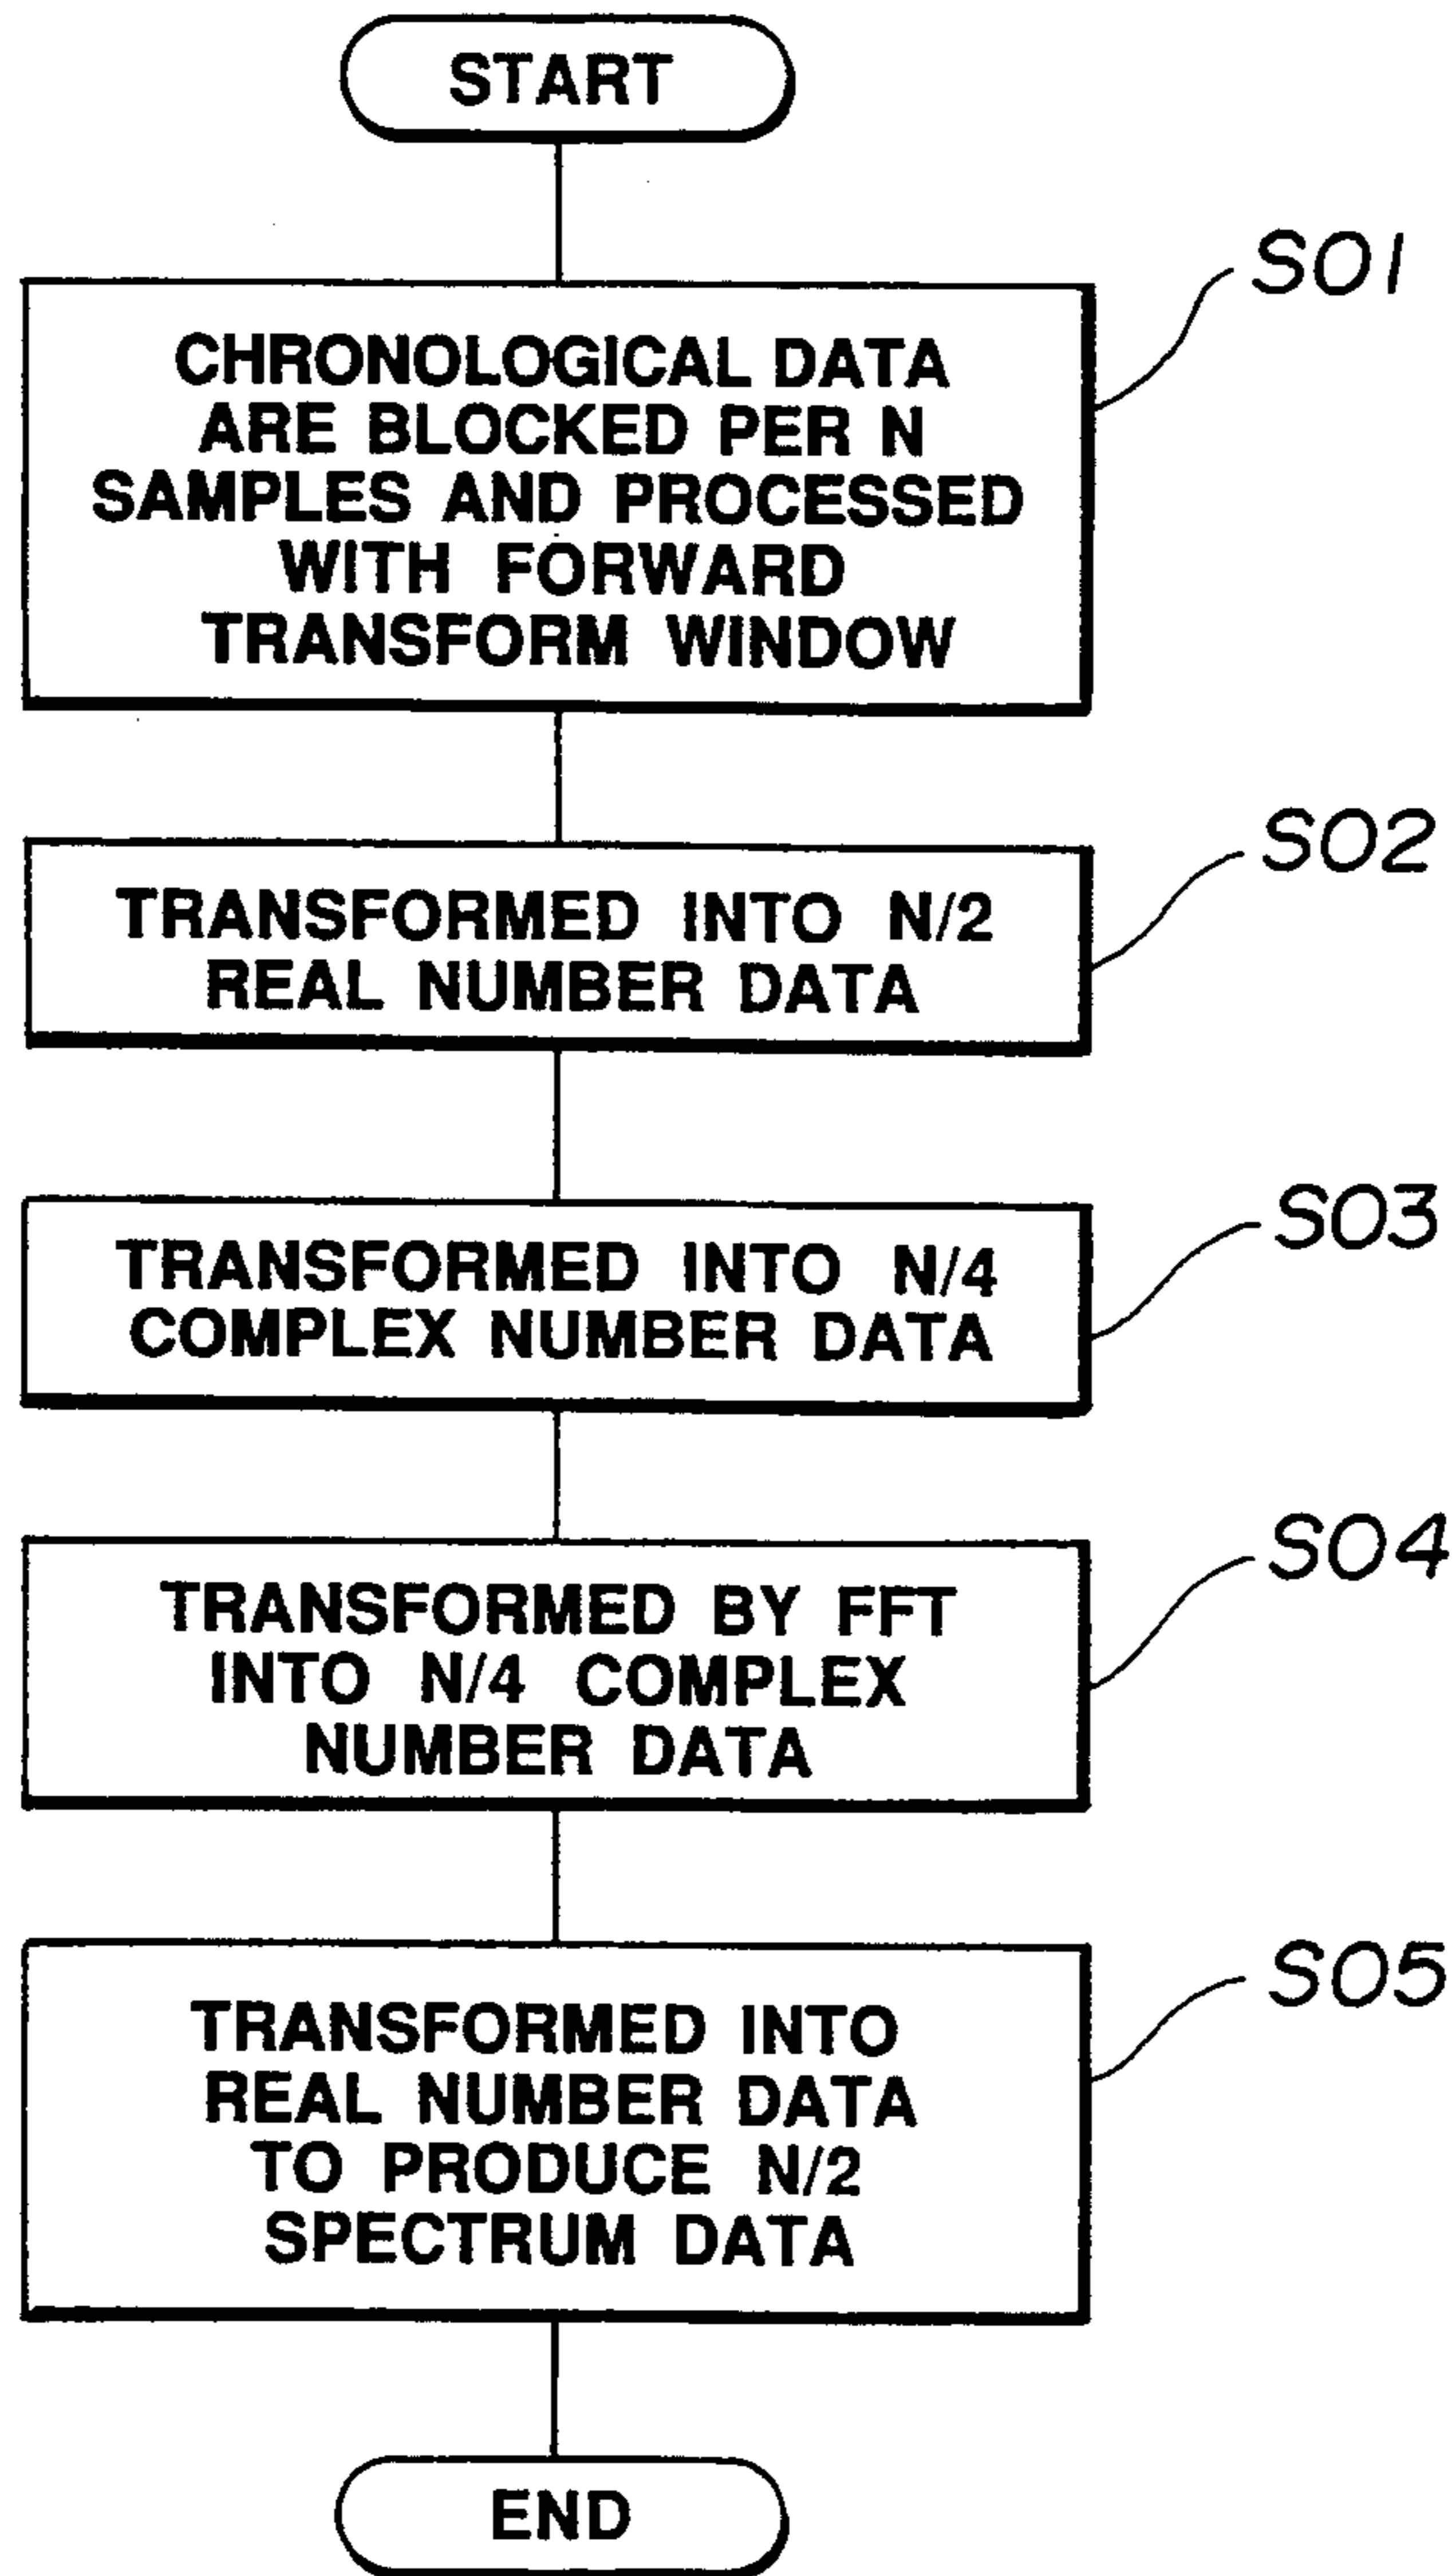 START
S01
CHRONOLOGICAL DATA
ARE BLOCKED PER N
SAMPLES AND PROCESSED
WITH FORWARD
TRANSFORM WINDOW
S02
TRANSFORMED INTO N/2
REAL NUMBER DATA
S03
TRANSFORMED INTO N/4
COMPLEX NUMBER DATA
S04
TRANSFORMED BY FFT
INTO N/4 COMPLEX
NUMBER DATA
S05
TRANSFORMED INTO
REAL NUMBER DATA
TO PRODUCE N/2
SPECTRUM DATA
END